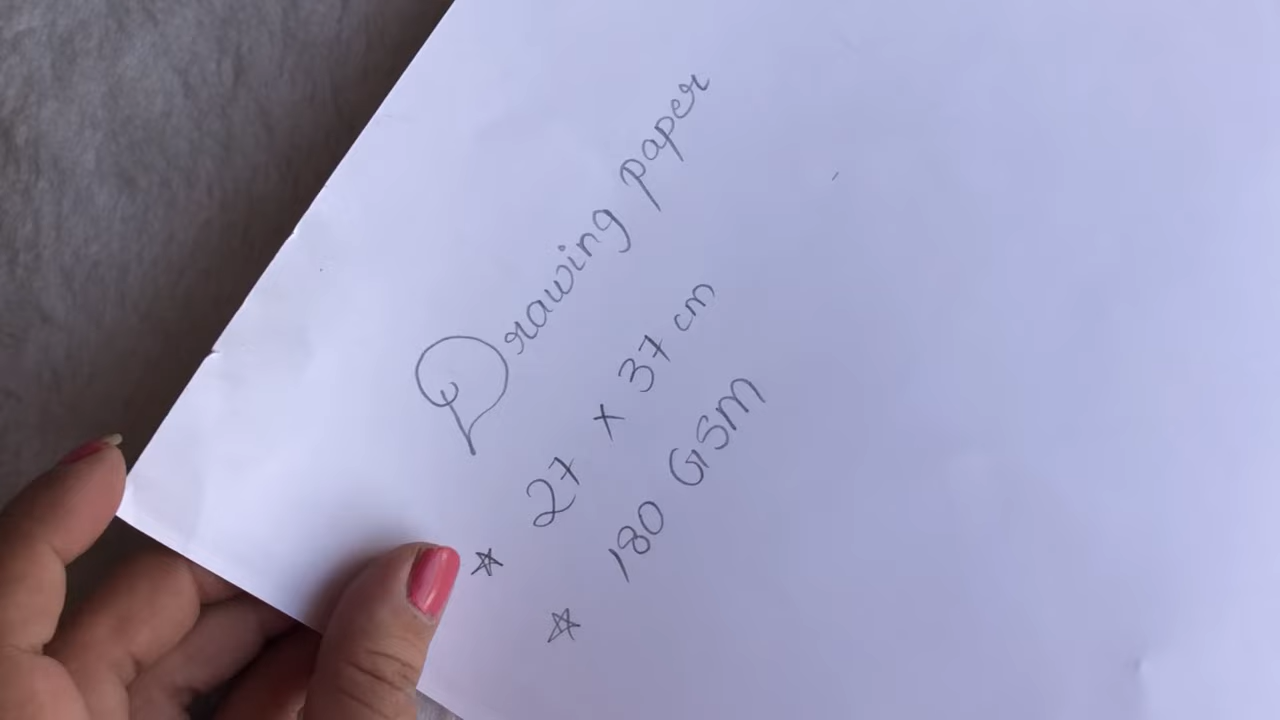 Drawing paper
☆ 27 x 37 cm
☆ 180 GSM